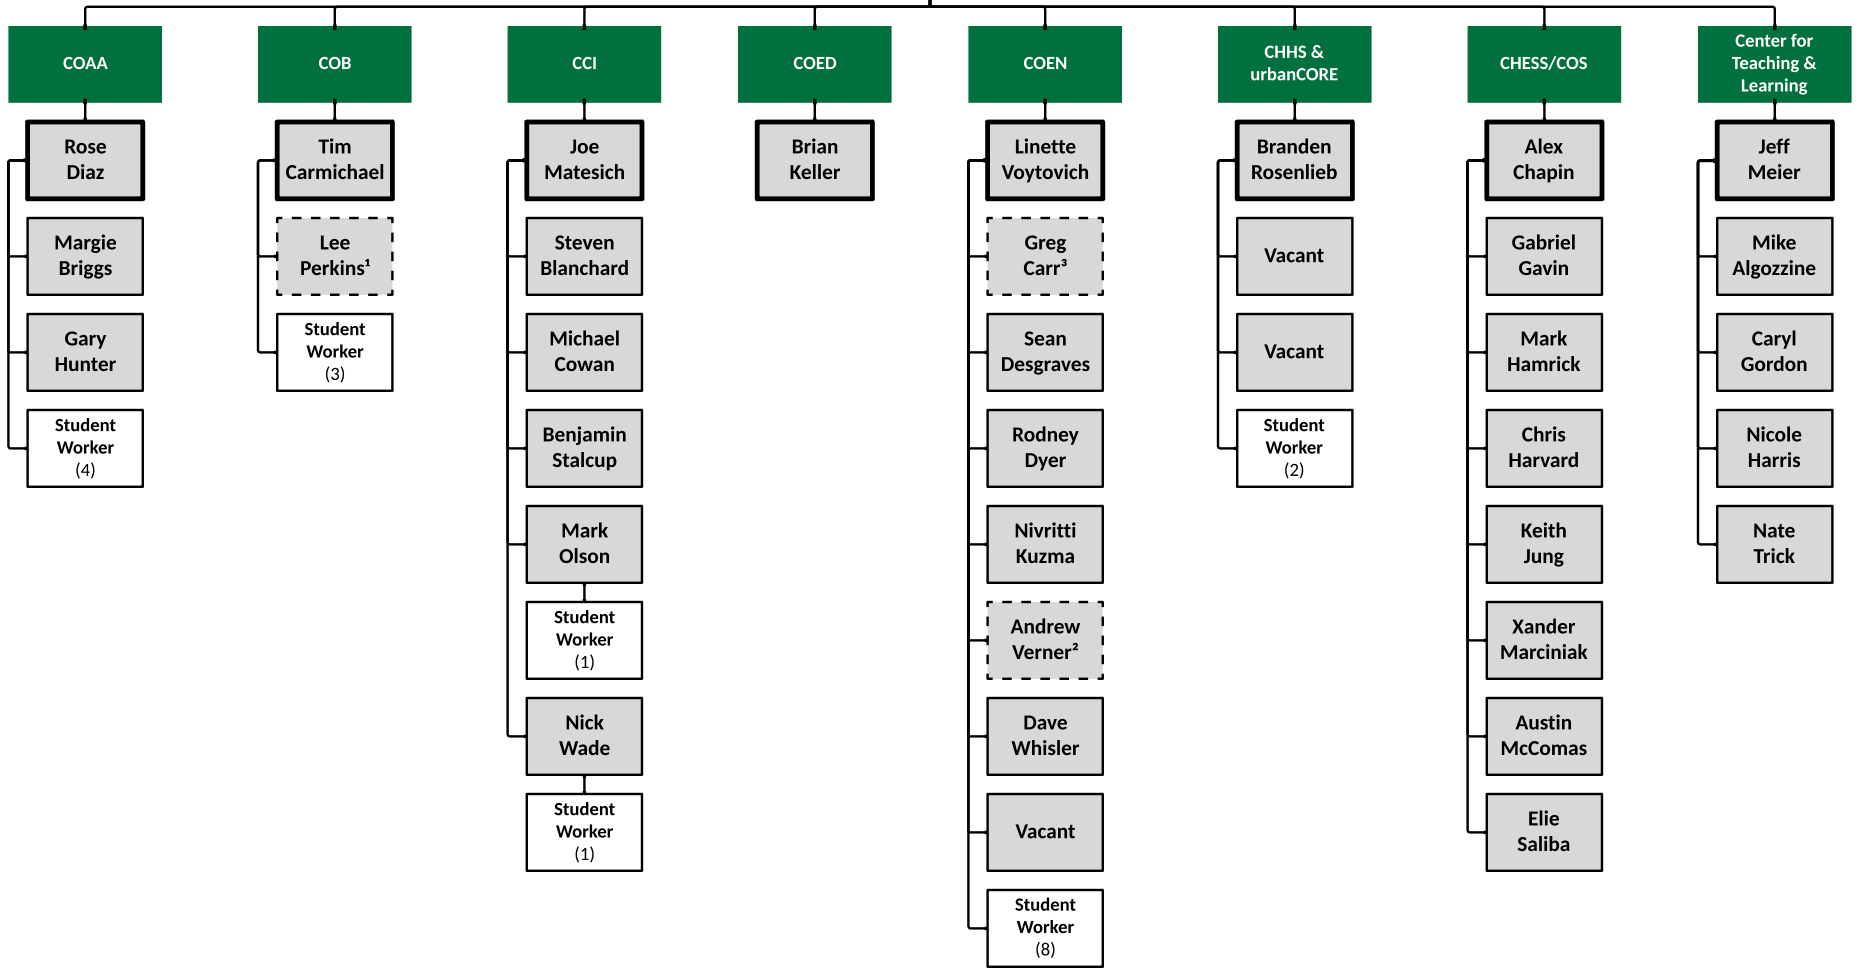 COAA
Rose
Diaz
Margie
Briggs
Gary
Hunter
Student
Worker
(4)
COB
Tim
Carmichael
Lee
Perkins¹
Student
Worker
(3)
CCI
Joe
Matesich
Steven
Blanchard
Michael
Cowan
Benjamin
Stalcup
Mark
Olson
Student
Worker
(1)
Nick
Wade
Student
Worker
(1)
COED
Brian
Keller
COEN
Linette
Voytovich
Greg
Carr³
Sean
Desgraves
Rodney
Dyer
Nivritti
Kuzma
Andrew
Verner²
Dave
Whisler
Vacant
Student
Worker
(8)
CHHS &
urbanCORE
Branden
Rosenlieb
Vacant
Vacant
Student
Worker
(2)
CHESS/COS
Alex
Chapin
Gabriel
Gavin
Mark
Hamrick
Chris
Harvard
Keith
Jung
Xander
Marciniak
Austin
McComas
Elie
Saliba
Center for
Teaching &
Learning
Jeff
Meier
Mike
Algozzine
Caryl
Gordon
Nicole
Harris
Nate
Trick